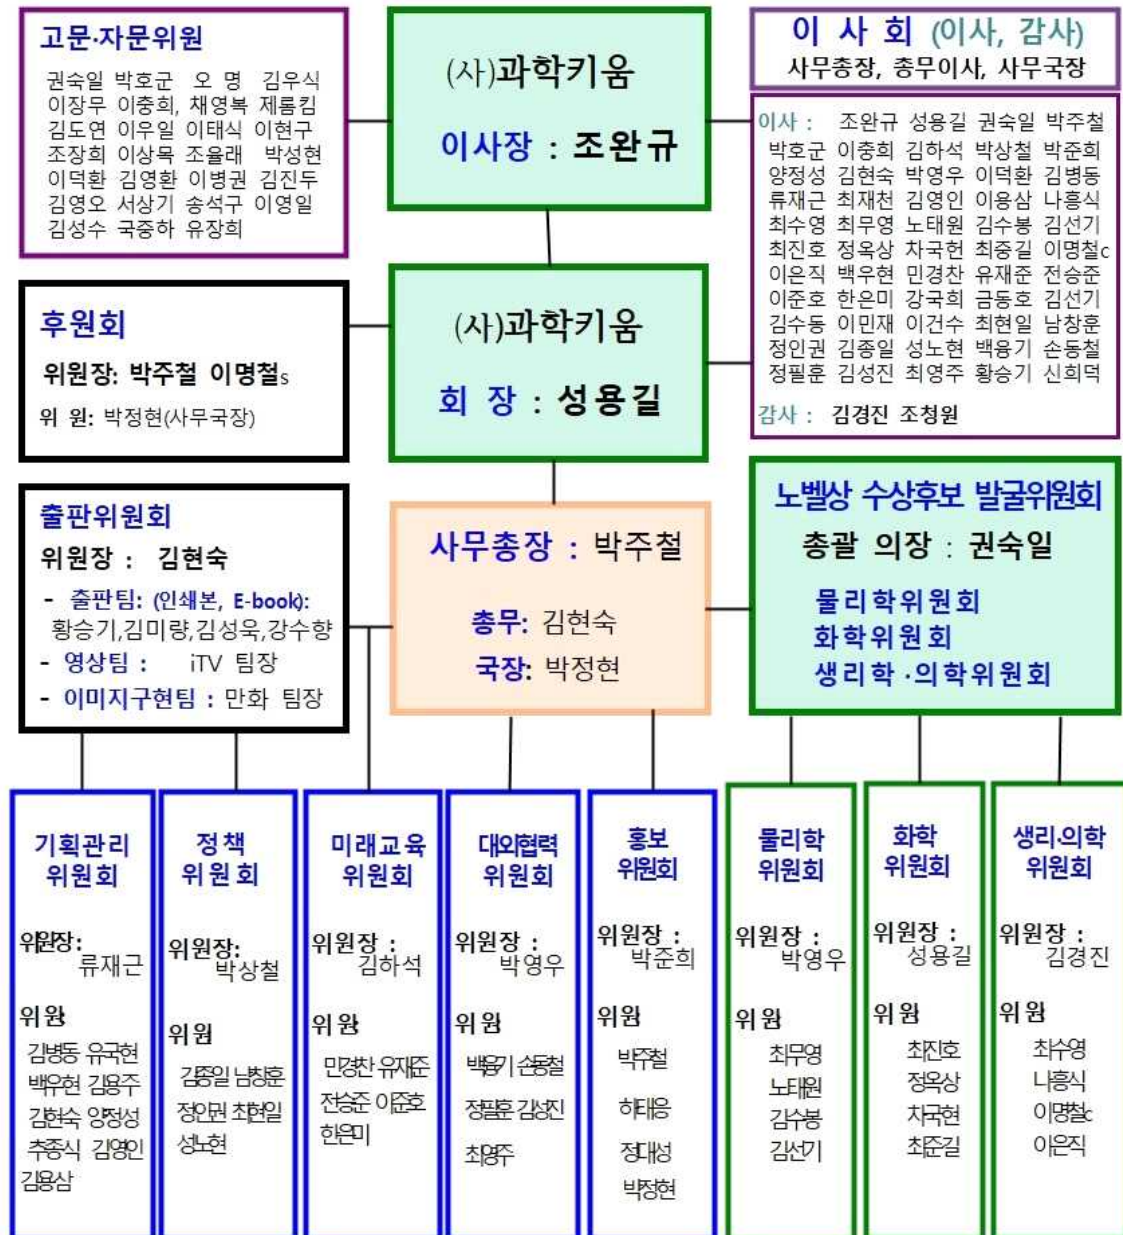 고문·자문위원
권숙일 박호군 오 명 김우식
이장무 이충희, 채영복 제롬킴
김도연 이우일 이태식 이현구
조장희 이상목 조율래 박성현
이덕환 김영환 이병권 김진두
김영오 서상기 송석구 이영일
김성수 국중하 유장희
(사)과학키움
이사장 : 조완규
이 사 회 (이사, 감사)
사무총장, 총무이사, 사무국장
이사 : 조완규 성용길 권숙일 박주철
박호군 이충희 김하석 박상철 박준희
양정성 김현숙 박영우 이덕환 김병동
류재근 최재천 김영인 이용삼 나흥식
최수영 최무영 노태원 김수봉 김선기
최진호 정옥상 차국헌 최중길 이명철c
이은직 백우현 민경찬 유재준 전승준
이준호 한은미 강국희 금동호 김선기
김수동 이민재 이건수 최현일 남창훈
정인권 김종일 성노현 백융기 손동철
정필훈 김성진 최영주 황승기 신희덕
감사 : 김경진 조청원
후원회
위원장: 박주철 이명철s
위 원: 박정현(사무국장)
(사)과학키움
회 장 : 성용길
출판위원회
위원장 : 김현숙
- 출판팀: (인쇄본, E-book):
황승기,김미량,김성욱,강수향
- 영상팀 : iTV 팀장
- 이미지구현팀 : 만화 팀장
사무총장 : 박주철
총무: 김현숙
국장: 박정현
노벨상 수상후보 발굴위원회
총괄 의장 : 권숙일
물리학위원회
화학위원회
생리학·의학위원회
기획관리
위원회
위원장:
류재근
위원:
김병동 유국현
백우현 김용주
김현숙 양정성
추종식 김영인
김용삼
정책
위원회
위원장:
박상철
위원:
김종일 남창훈
정인권 최현일
성노현
미래교육
위원회
위원장 :
김하석
위원:
민경찬 유재준
전승준 이준호
한은미
대외협력
위원회
위원장 :
박영우
위원:
백융기 손동철
정필훈 김성진
최영주
홍보
위원회
위원장 :
박준희
위원:
박주철
하태응
정대성
박정현
물리학
위원회
위원장 :
박영우
위원:
최무영
노태원
김수봉
김선기
화학
위원회
위원장 :
성용길
위원:
최진호
정옥상
차국현
최준길
생리·의학
위원회
위원장 :
김경진
위원:
최수영
나흥식
이명철c
이은직